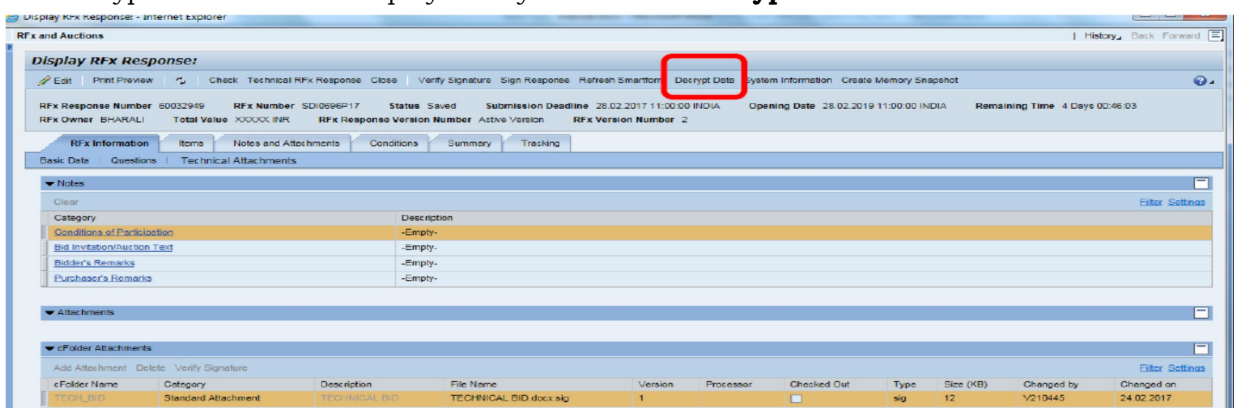 Display RFx Response: - Internet Explorer
RFx and Auctions | History Back Forward
Display RFx Response:
Edit | Print Preview | Check Technical RFx Response Close | Verify Signature Sign Response Refresh Smartform Decrypt Data System Information Create Memory Snapshot
RFx Response Number 60032949 RFx Number SDI0696P17 Status Saved Submission Deadline 28.02.2017 11:00:00 INDIA Opening Date 28.02.2019 11:00:00 INDIA Remaining Time 4 Days 00:46:03
RFx Owner BHARALI Total Value XXXXX INR RFx Response Version Number Active Version RFx Version Number 2
RFx Information Items Notes and Attachments Conditions Summary Tracking
Basic Data | Questions | Technical Attachments
Notes
Clear Filter Settings
Category Description
Conditions of Participation -Empty-
Bid Invitation/Auction Text -Empty-
Bidder's Remarks -Empty-
Purchaser's Remarks -Empty-
Attachments
cFolder Attachments
Add Attachment Delete Verify Signature Filter Settings
cFolder Name Category Description File Name Version Processor Checked Out Type Size (KB) Changed by Changed on
TECH_BID Standard Attachment TECHNICAL BID TECHNICAL BID.docx.sig 1 sig 12 V210445 24.02.2017